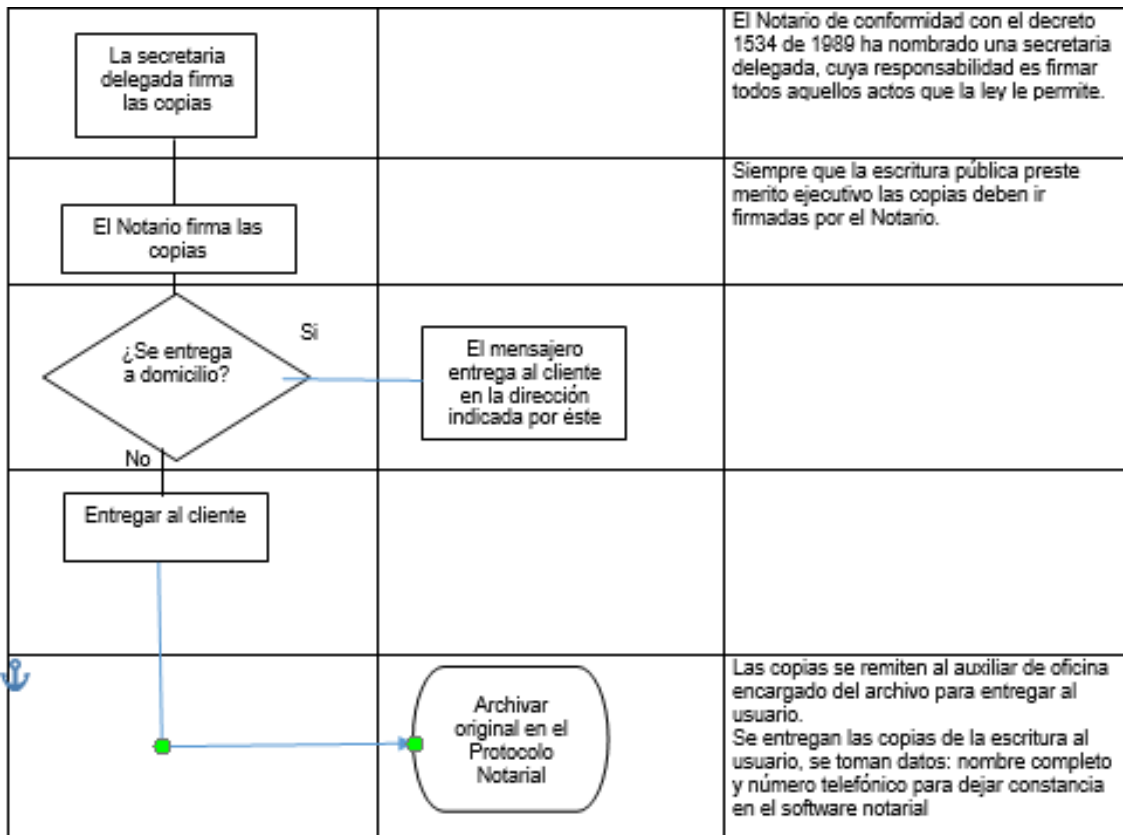 La secretaria
delegada firma
las copias
El Notario de conformidad con el decreto
1534 de 1989 ha nombrado una secretaria
delegada, cuya responsabilidad es firmar
todos aquellos actos que la ley le permite.
El Notario firma las
copias
Siempre que la escritura pública preste
merito ejecutivo las copias deben ir
firmadas por el Notario.
¿Se entrega
a domicilio?
Si
El mensajero
entrega al cliente
en la dirección
indicada por éste
No
Entregar al cliente
Archivar
original en el
Protocolo
Notarial
Las copias se remiten al auxiliar de oficina
encargado del archivo para entregar al
usuario.
Se entregan las copias de la escritura al
usuario, se toman datos: nombre completo
y número telefónico para dejar constancia
en el software notarial